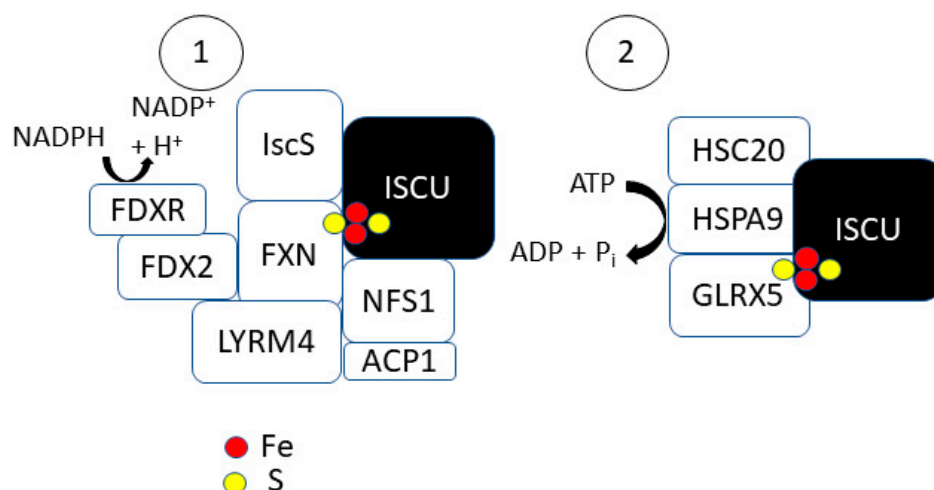 1
2
NADP⁺
NADPH
+ H⁺
IscS
ISCU
FDXR
FDX2
FXN
NFS1
LYRM4
ACP1
HSC20
ATP
HSPA9
ISCU
ADP + Pᵢ
GLRX5
Fe
S